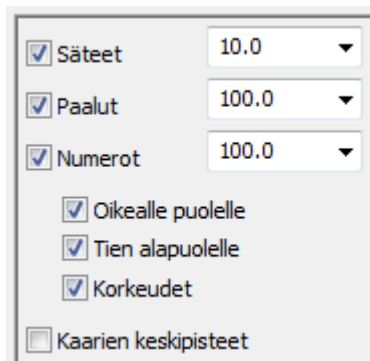 Säteet 10.0
Paalut 100.0
Numerot 100.0
Oikealle puolelle
Tien alapuolelle
Korkeudet
Kaarien keskipisteet